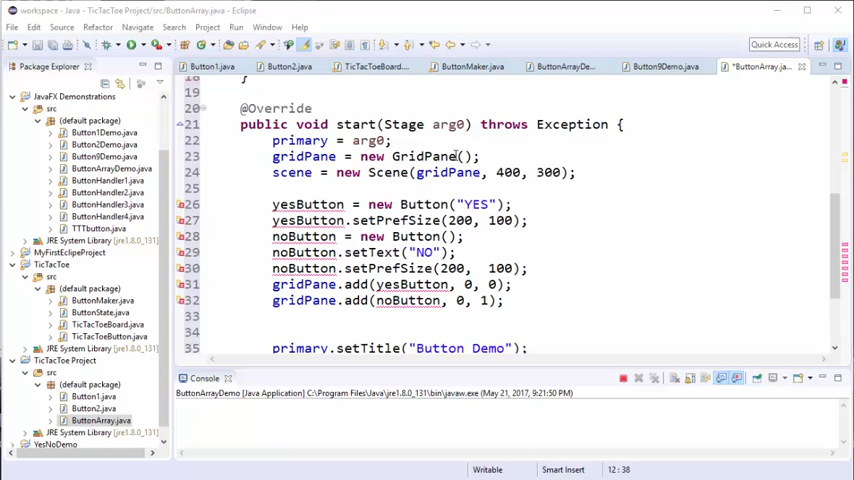 workspace - Java - TicTacToe Project/src/ButtonArray.java - Eclipse
File Edit Source Refactor Navigate Search Project Run Window Help
Quick Access
Package Explorer
Button1.java
Button2.java
TicTacToeBoard....
ButtonMaker.java
ButtonArrayDe...
Button9Demo.java
*ButtonArray.ja...
JavaFX Demonstrations
src
(default package)
Button1Demo.java
Button2Demo.java
Button9Demo.java
ButtonArrayDemo.java
ButtonHandler1.java
ButtonHandler2.java
ButtonHandler3.java
ButtonHandler4.java
TTTbutton.java
JRE System Library [jre1.8.0_131]
MyFirstEclipeProject
TicTacToe
src
(default package)
ButtonMaker.java
ButtonState.java
TicTacToeBoard.java
TicTacToeButton.java
JRE System Library [jre1.8.0_131]
TicTacToe Project
src
(default package)
Button1.java
Button2.java
ButtonArray.java
JRE System Library [jre1.8.0_131]
YesNoDemo
18 }
19
20 @Override
21 public void start(Stage arg0) throws Exception {
22 primary = arg0;
23 gridPane = new GridPane();
24 scene = new Scene(gridPane, 400, 300);
25
26 yesButton = new Button("YES");
27 yesButton.setPrefSize(200, 100);
28 noButton = new Button();
29 noButton.setText("NO");
30 noButton.setPrefSize(200,  100);
31 gridPane.add(yesButton, 0, 0);
32 gridPane.add(noButton, 0, 1);
33
34
35 primary.setTitle("Button Demo");
Console
ButtonArrayDemo [Java Application] C:\Program Files\Java\jre1.8.0_131\bin\javaw.exe (May 21, 2017, 9:21:50 PM)
Writable
Smart Insert
12 : 38